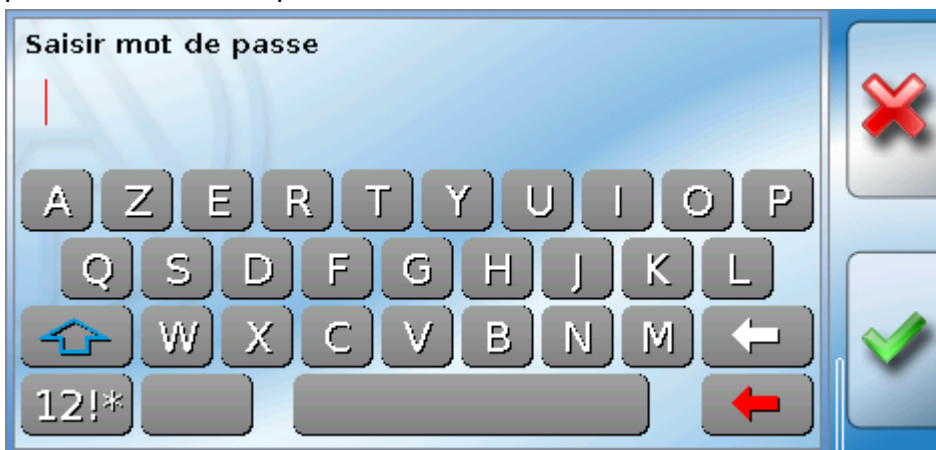 Saisir mot de passe
A Z E R T Y U I O P
Q S D F G H J K L
W X C V B N M
12!*